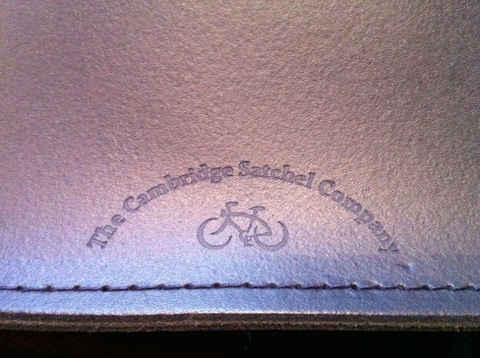 The Cambridge Satchel Company